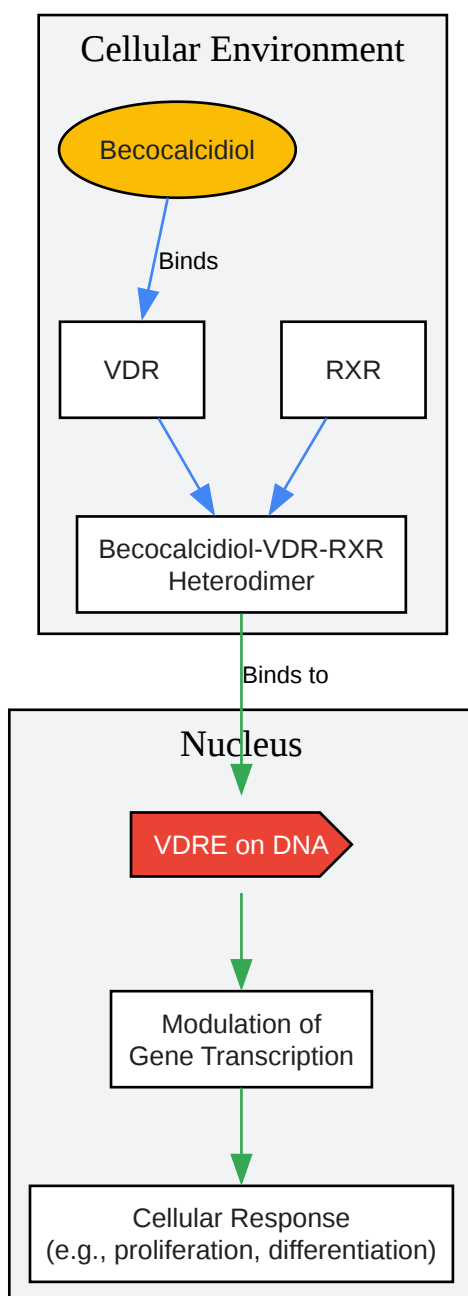 Cellular Environment
Becocalcidiol
Binds
VDR
RXR
Becocalcidiol-VDR-RXR
Heterodimer
Binds to
Nucleus
VDRE on DNA
Modulation of
Gene Transcription
Cellular Response
(e.g., proliferation, differentiation)